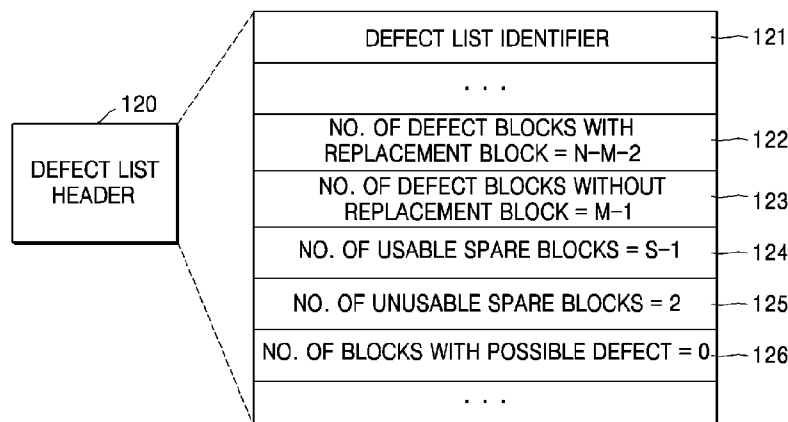 120
DEFECT LIST
HEADER
DEFECT LIST IDENTIFIER
121
. . .
NO. OF DEFECT BLOCKS WITH
REPLACEMENT BLOCK = N-M-2
122
NO. OF DEFECT BLOCKS WITHOUT
REPLACEMENT BLOCK = M-1
123
NO. OF USABLE SPARE BLOCKS = S-1
124
NO. OF UNUSABLE SPARE BLOCKS = 2
125
NO. OF BLOCKS WITH POSSIBLE DEFECT = 0
126
. . .